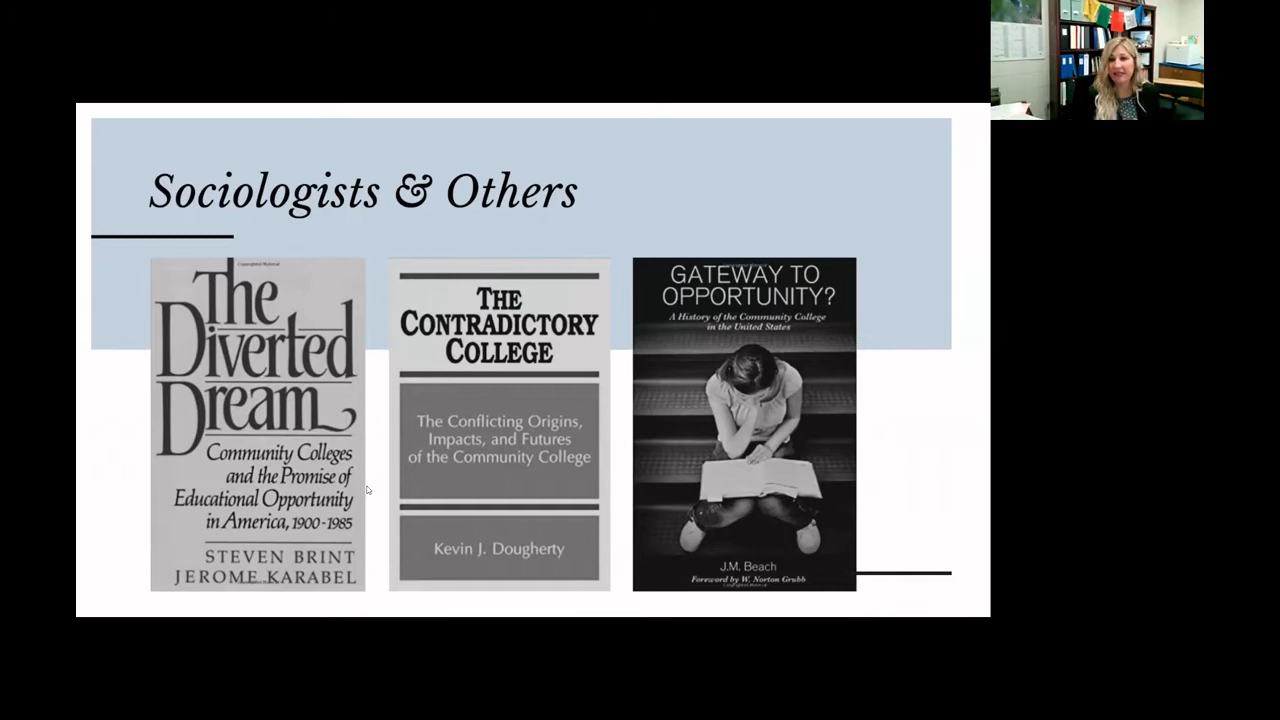 Sociologists & Others
The
Diverted
Dream
Community Colleges
and the Promise of
Educational Opportunity
in America, 1900-1985
STEVEN BRINT
JEROME KARABEL
THE
CONTRADICTORY
COLLEGE
The Conflicting Origins,
Impacts, and Futures
of the Community College
Kevin J. Dougherty
GATEWAY TO
OPPORTUNITY?
A History of the Community College
in the United States
J.M. Beach
Foreword by W. Norton Grubb